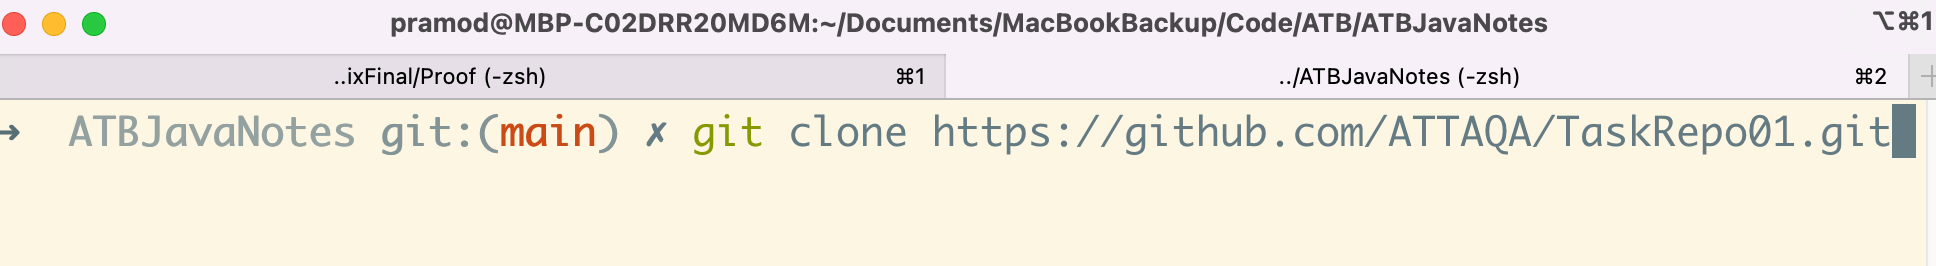 pramod@MBP-C02DRR20MD6M:~/Documents/MacBookBackup/Code/ATB/ATBJavaNotes ⌥⌘1
..ixFinal/Proof (-zsh) ⌘1 ../ATBJavaNotes (-zsh) ⌘2 +
→ ATBJavaNotes git:(main) ✗ git clone https://github.com/ATTAQA/TaskRepo01.git